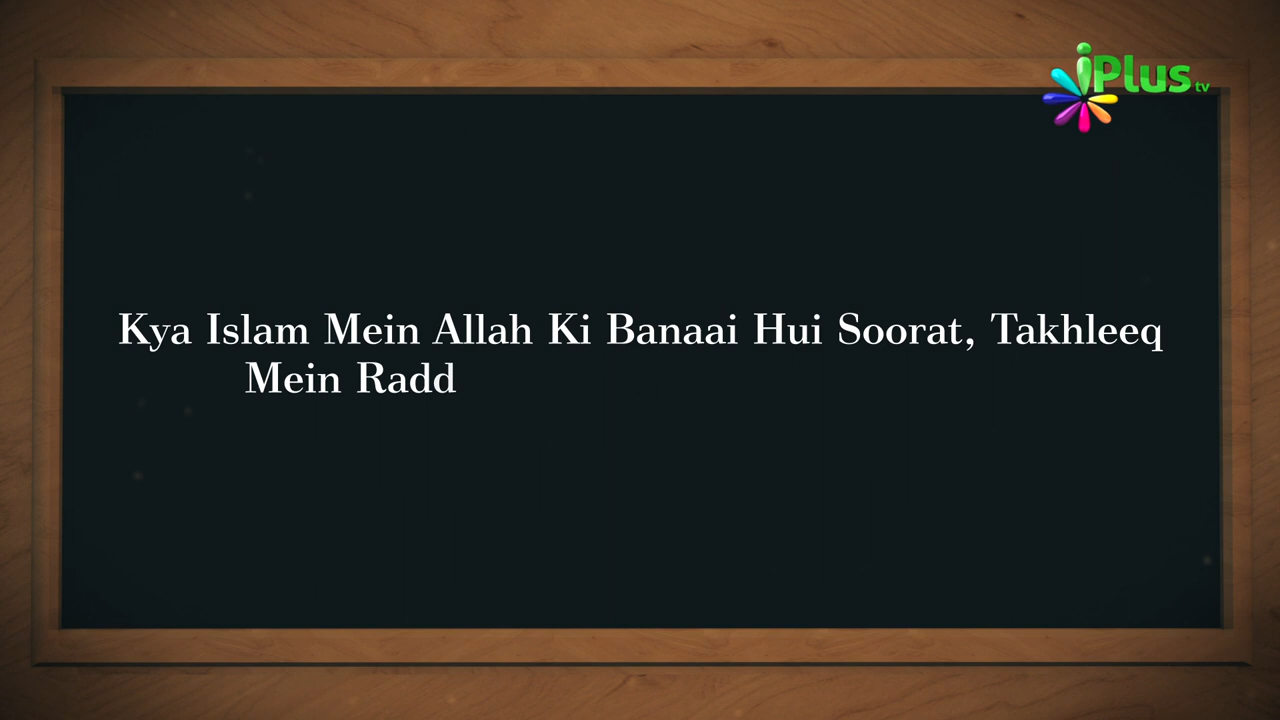 iPlus tv
Kya Islam Mein Allah Ki Banaai Hui Soorat, Takhleeq
Mein Radd